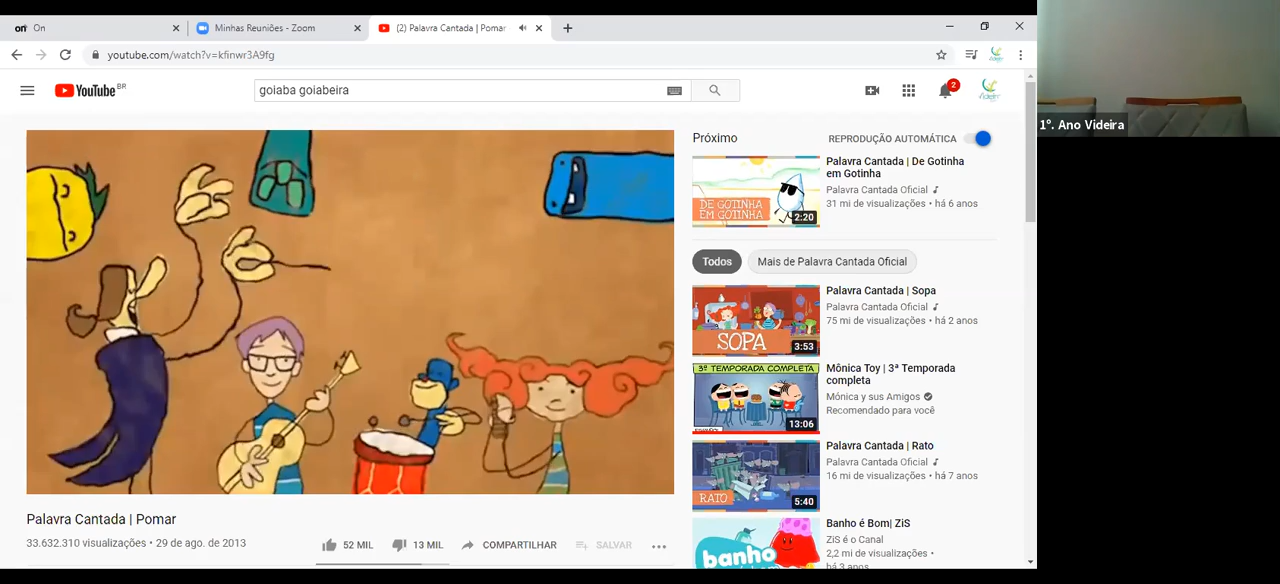 on On
Minhas Reuniões - Zoom
(2) Palavra Cantada | Pomar
youtube.com/watch?v=kfinwr3A9fg
YouTube BR
goiaba goiabeira
2
1º. Ano Videira
Próximo
REPRODUÇÃO AUTOMÁTICA
DE GOTINHA
EM GOTINHA
2:20
Palavra Cantada | De Gotinha
em Gotinha
Palavra Cantada Oficial
31 mi de visualizações • há 6 anos
Todos
Mais de Palavra Cantada Oficial
SOPA
3:53
Palavra Cantada | Sopa
Palavra Cantada Oficial
75 mi de visualizações • há 2 anos
3ª TEMPORADA COMPLETA
13:06
Mônica Toy | 3ª Temporada
completa
Mónica y sus Amigos
Recomendado para você
RATO
5:40
Palavra Cantada | Rato
Palavra Cantada Oficial
16 mi de visualizações • há 7 anos
banho
Banho é Bom| ZiS
ZiS é o Canal
2,2 mi de visualizações •
há 3 anos
Palavra Cantada | Pomar
33.632.310 visualizações • 29 de ago. de 2013
52 MIL
13 MIL
COMPARTILHAR
SALVAR